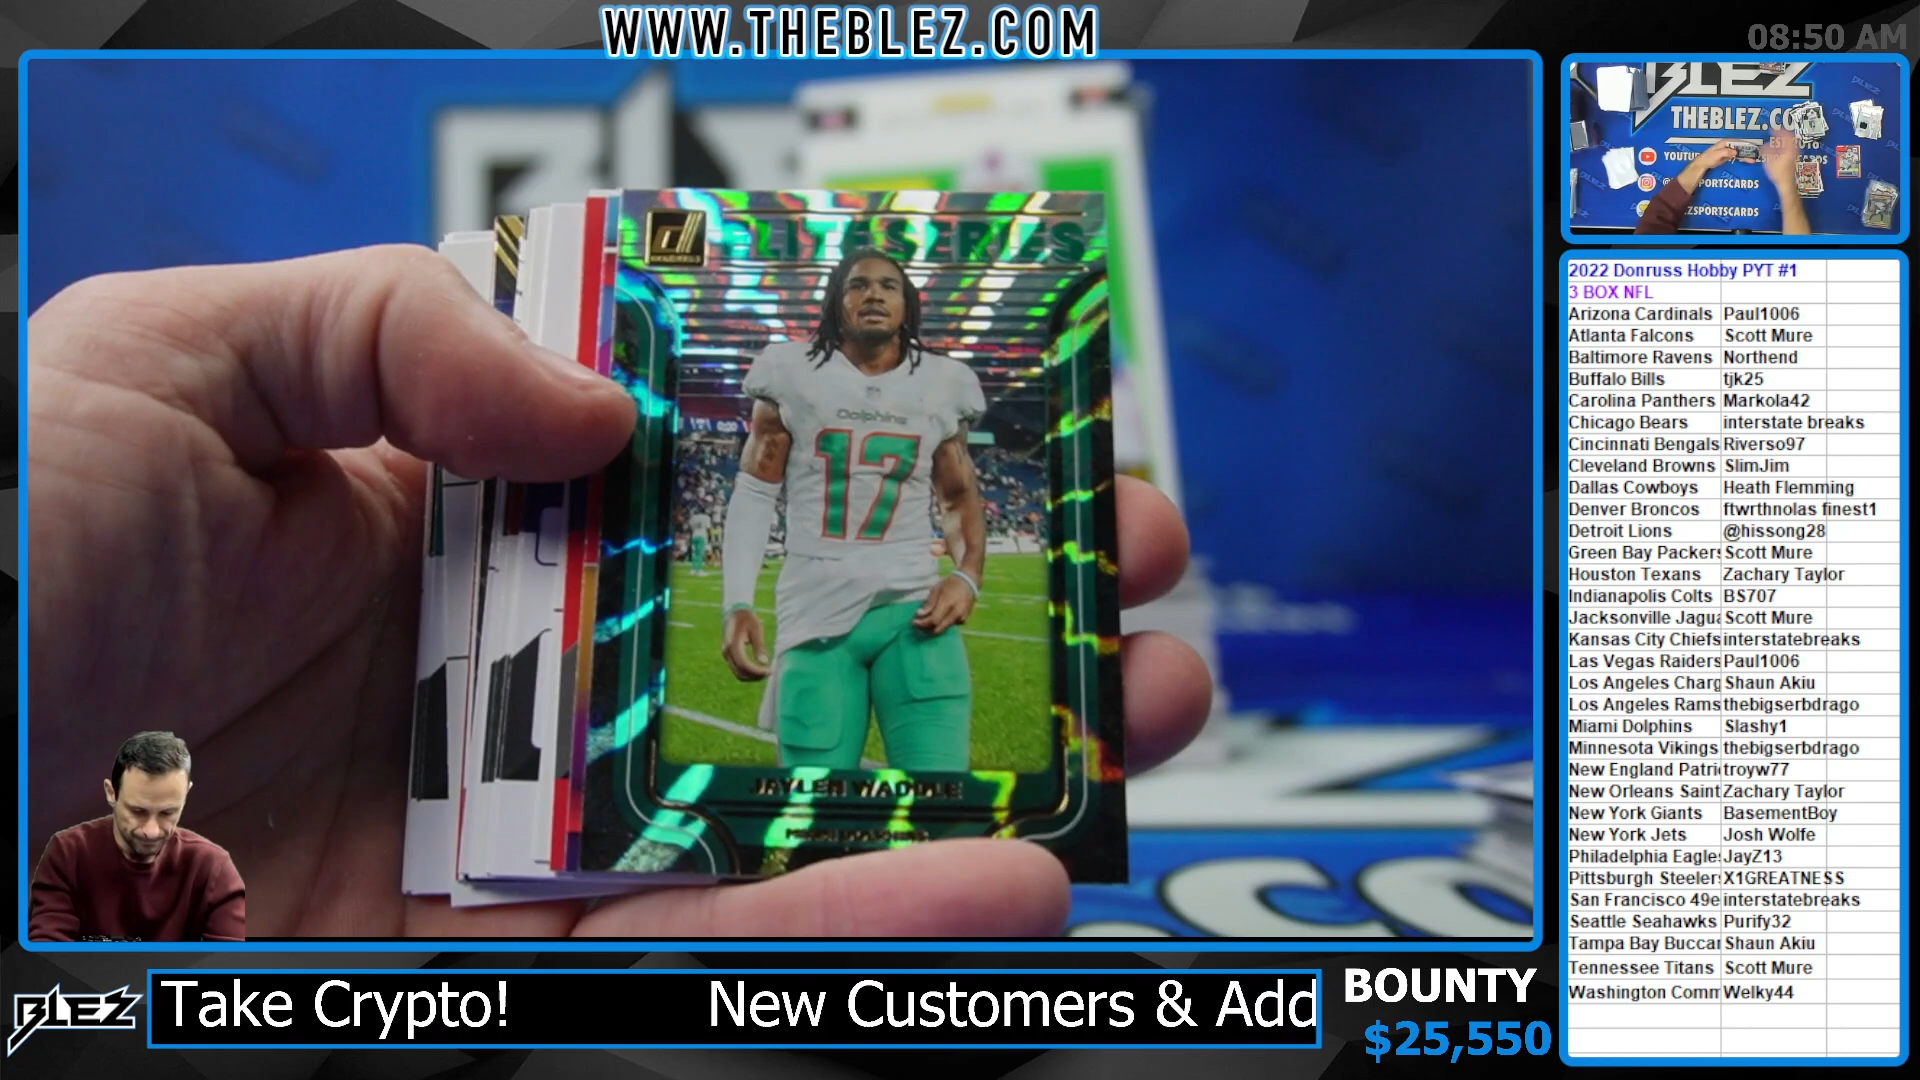 WWW.THEBLEZ.COM
08:50 AM
ELITE SERIES
Dolphins
17
JAYLEN WADDLE
MIAMI DOLPHINS
BLEZ
THEBLEZ.CO
SPORTSCARDS
2022 Donruss Hobby PYT #1
3 BOX NFL
Arizona Cardinals Paul1006
Atlanta Falcons Scott Mure
Baltimore Ravens Northend
Buffalo Bills tjk25
Carolina Panthers Markola42
Chicago Bears interstate breaks
Cincinnati Bengals Riverso97
Cleveland Browns SlimJim
Dallas Cowboys Heath Flemming
Denver Broncos ftwrthnolas finest1
Detroit Lions @hissong28
Green Bay Packers Scott Mure
Houston Texans Zachary Taylor
Indianapolis Colts BS707
Jacksonville Jagua Scott Mure
Kansas City Chiefs interstatebreaks
Las Vegas Raiders Paul1006
Los Angeles Charg Shaun Akiu
Los Angeles Rams thebigserbdrago
Miami Dolphins Slashy1
Minnesota Vikings thebigserbdrago
New England Patri troyw77
New Orleans Saint Zachary Taylor
New York Giants BasementBoy
New York Jets Josh Wolfe
Philadelphia Eagle JayZ13
Pittsburgh Steeler X1GREATNESS
San Francisco 49e interstatebreaks
Seattle Seahawks Purify32
Tampa Bay Buccar Shaun Akiu
Tennessee Titans Scott Mure
Washington Comm Welky44
BLEZ
Take Crypto! New Customers & Add
BOUNTY
$25,550